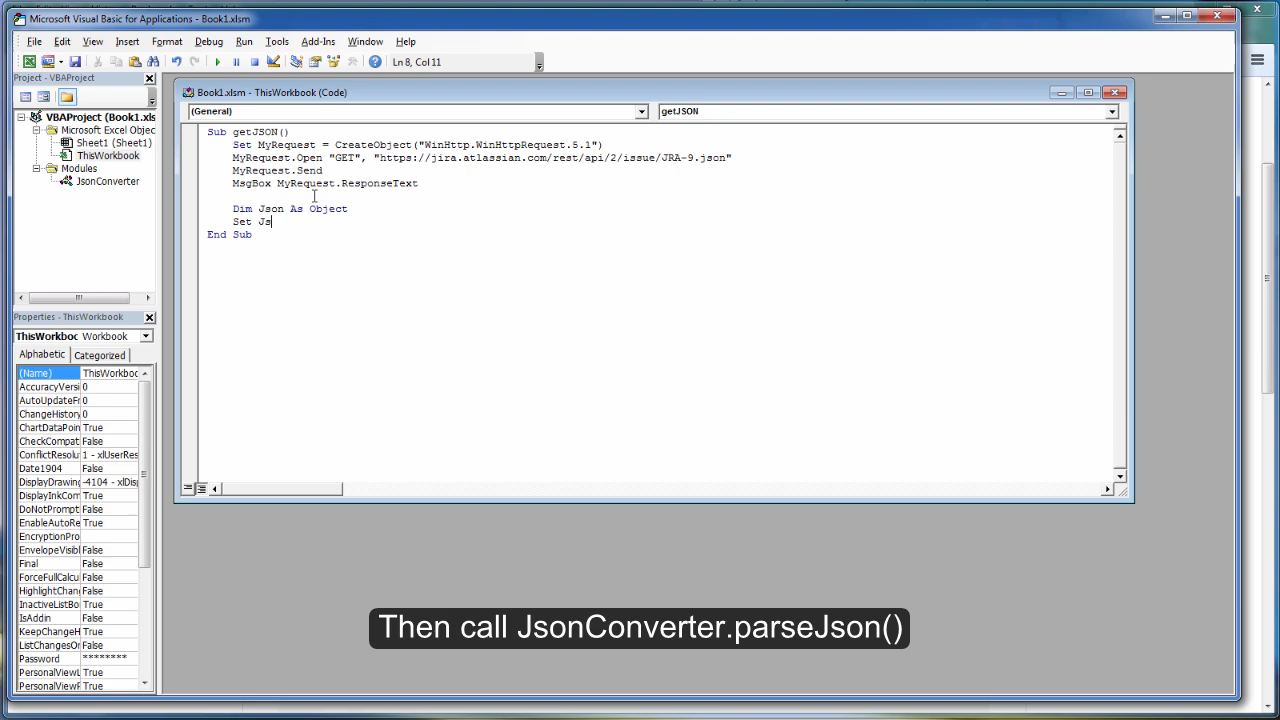 Microsoft Visual Basic for Applications - Book1.xlsm
File Edit View Insert Format Debug Run Tools Add-Ins Window Help
Ln 8, Col 11
Project - VBAProject
VBAProject (Book1.xls
Microsoft Excel Objec
Sheet1 (Sheet1)
ThisWorkbook
Modules
JsonConverter
Book1.xlsm - ThisWorkbook (Code)
(General) getJSON
Sub getJSON()
Set MyRequest = CreateObject("WinHttp.WinHttpRequest.5.1")
MyRequest.Open "GET", "https://jira.atlassian.com/rest/api/2/issue/JRA-9.json"
MyRequest.Send
MsgBox MyRequest.ResponseText
Dim Json As Object
Set Js
End Sub
Properties - ThisWorkbook
ThisWorkbook Workbook
Alphabetic Categorized
(Name) ThisWorkboo
AccuracyVersi 0
AutoUpdateFr 0
ChangeHistory 0
ChartDataPoin True
CheckCompati False
ConflictResolu 1 - xlUserRes
Date1904 False
DisplayDrawing -4104 - xlDisp
DisplayInkCom True
DoNotPrompt False
EnableAutoRe True
EncryptionPro
EnvelopeVisibl False
Final False
ForceFullCalcu False
HighlightChang False
InactiveListBo True
IsAddin False
KeepChangeH True
ListChangesOn False
Password ********
PersonalViewL True
PersonalViewP True
Then call JsonConverter.parseJson()